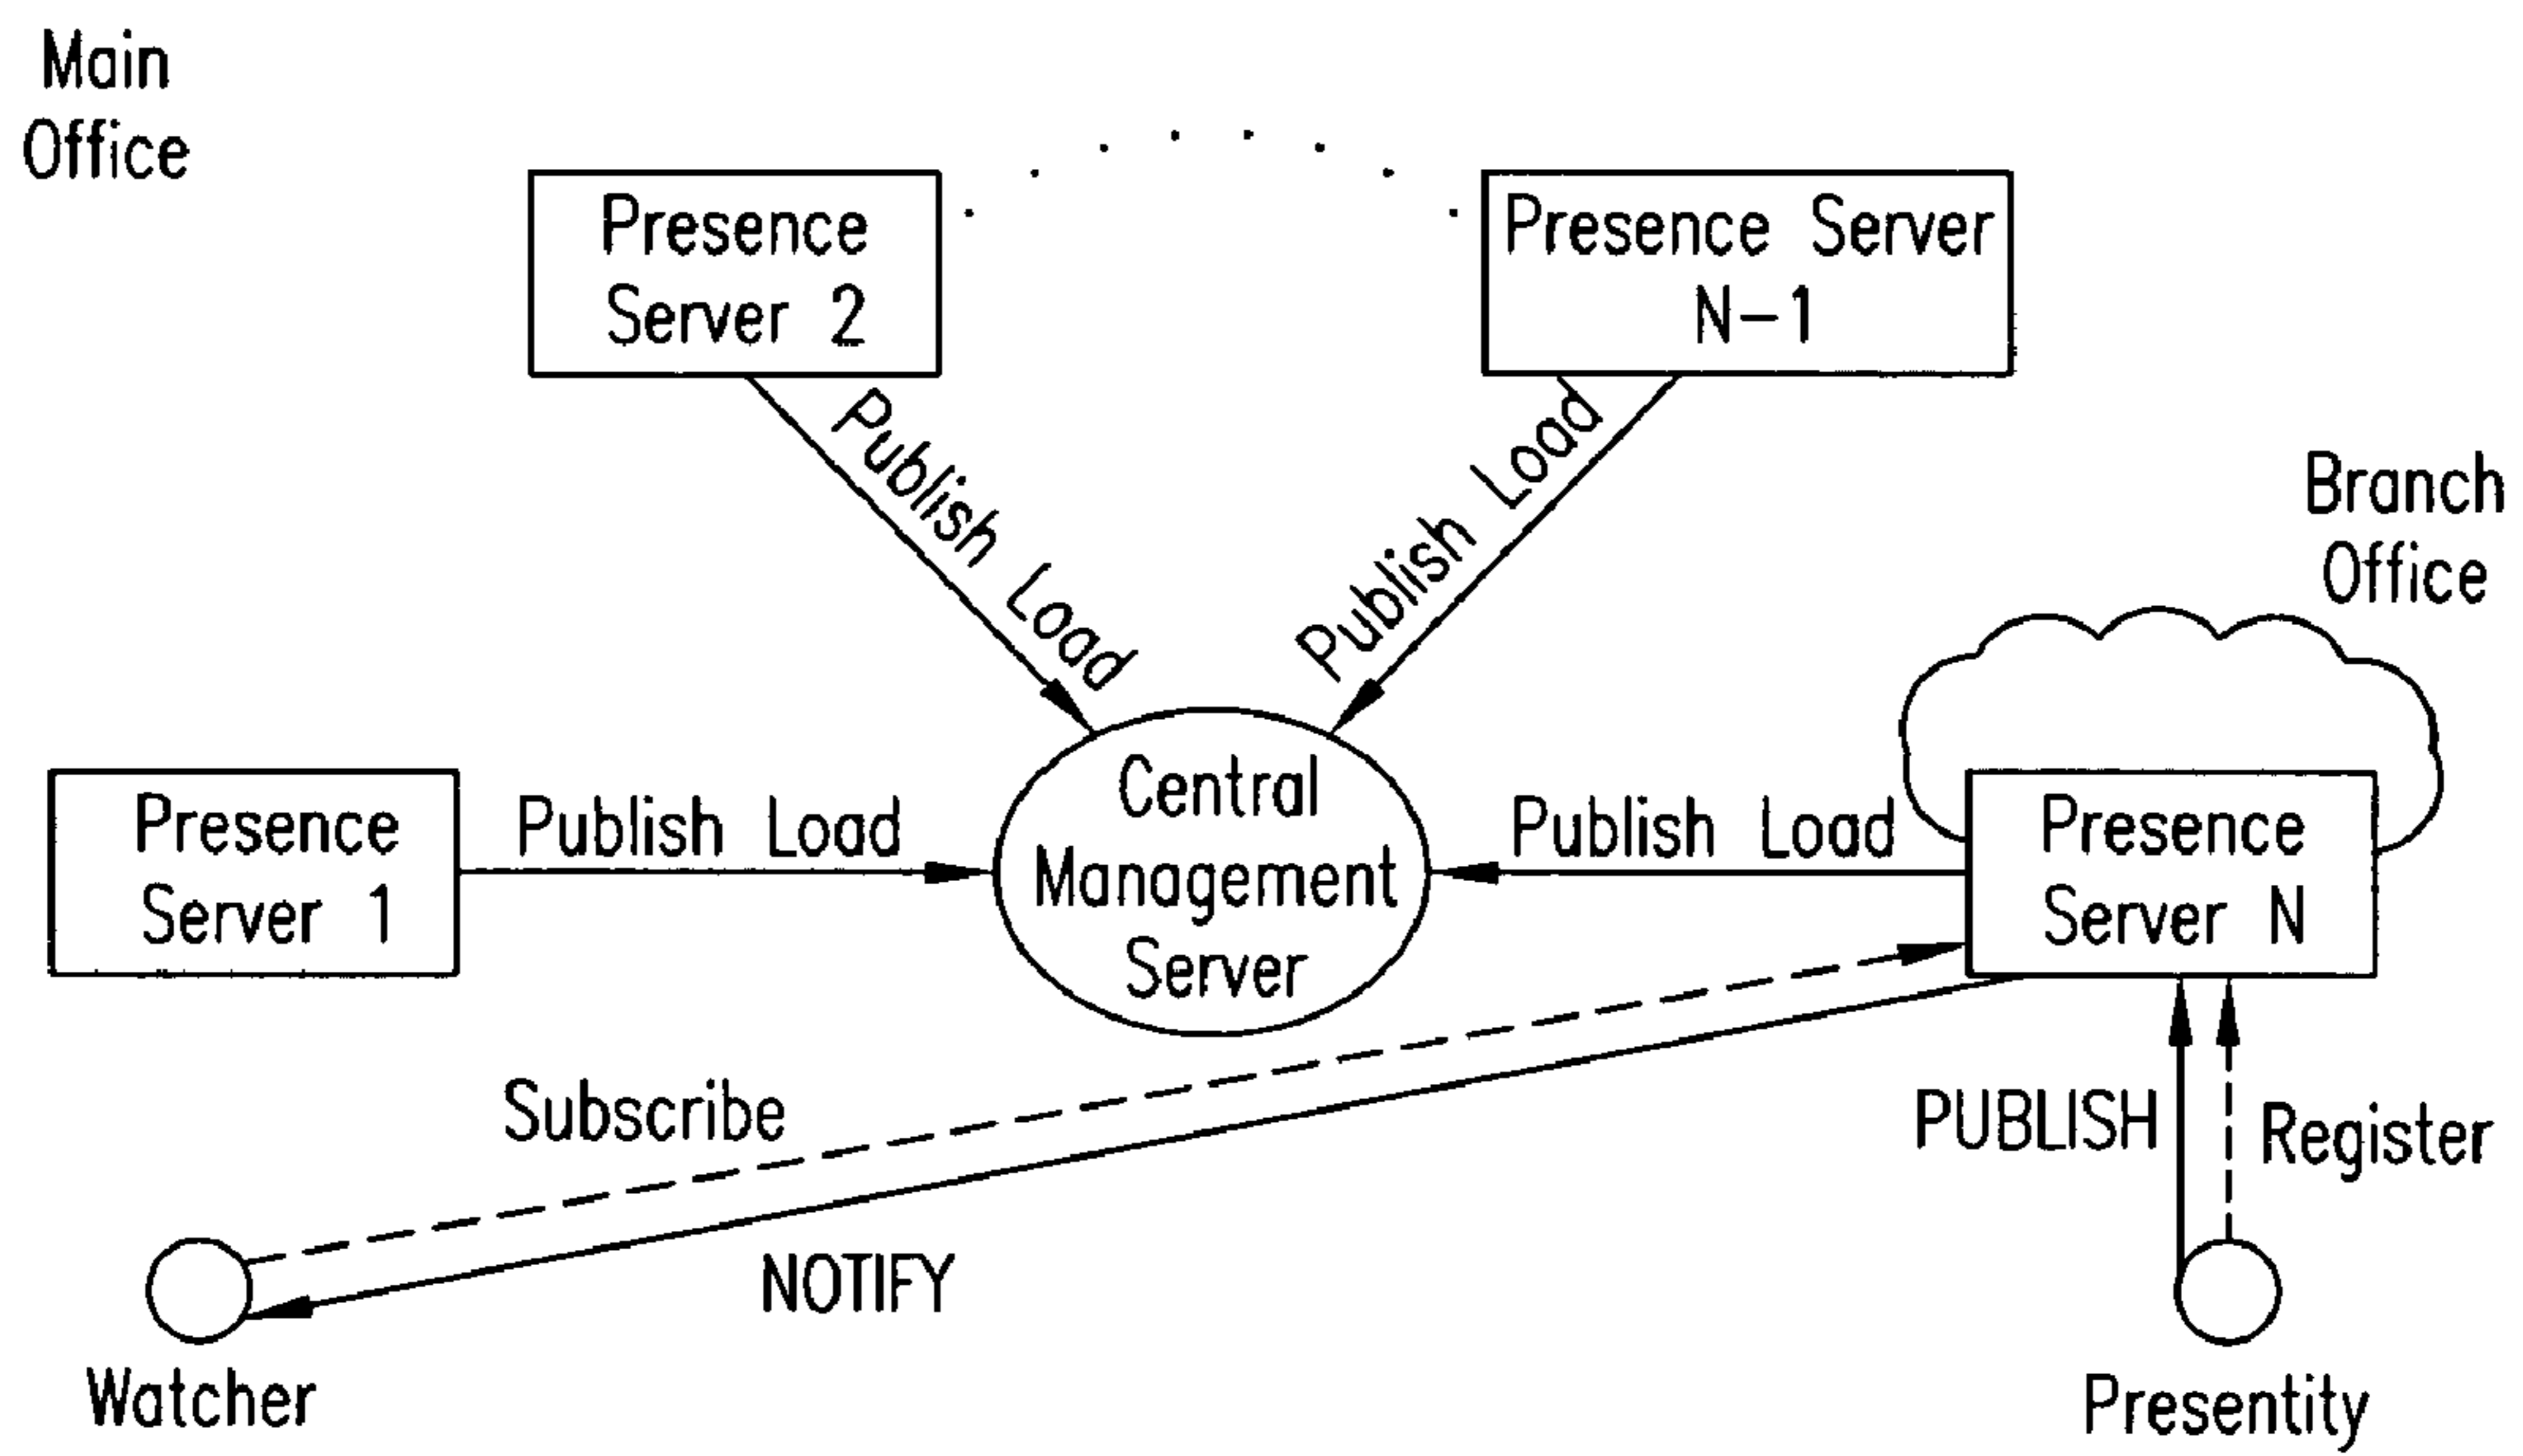 Main
Office
Presence
Server 2
Presence Server
N-1
Publish Load
Publish Load
Branch
Office
Presence
Server 1
Publish Load
Central
Management
Server
Publish Load
Presence
Server N
Subscribe
NOTIFY
PUBLISH
Register
Watcher
Presentity